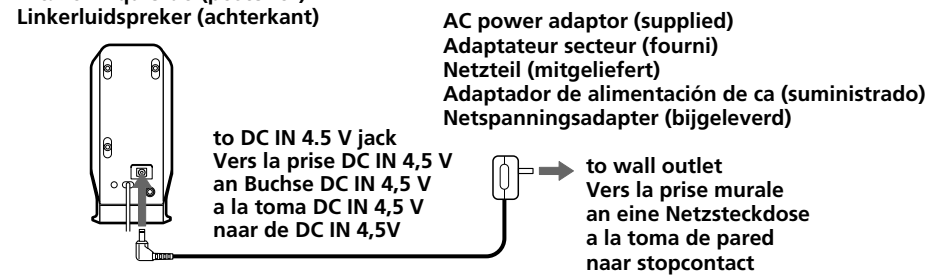 Linkerluidspreker (achterkant)
AC power adaptor (supplied)
Adaptateur secteur (fourni)
Netzteil (mitgeliefert)
Adaptador de alimentación de ca (suministrado)
Netspanningsadapter (bijgeleverd)
to DC IN 4.5 V jack
Vers la prise DC IN 4,5 V
an Buchse DC IN 4,5 V
a la toma DC IN 4,5 V
naar de DC IN 4,5V
to wall outlet
Vers la prise murale
an eine Netzsteckdose
a la toma de pared
naar stopcontact